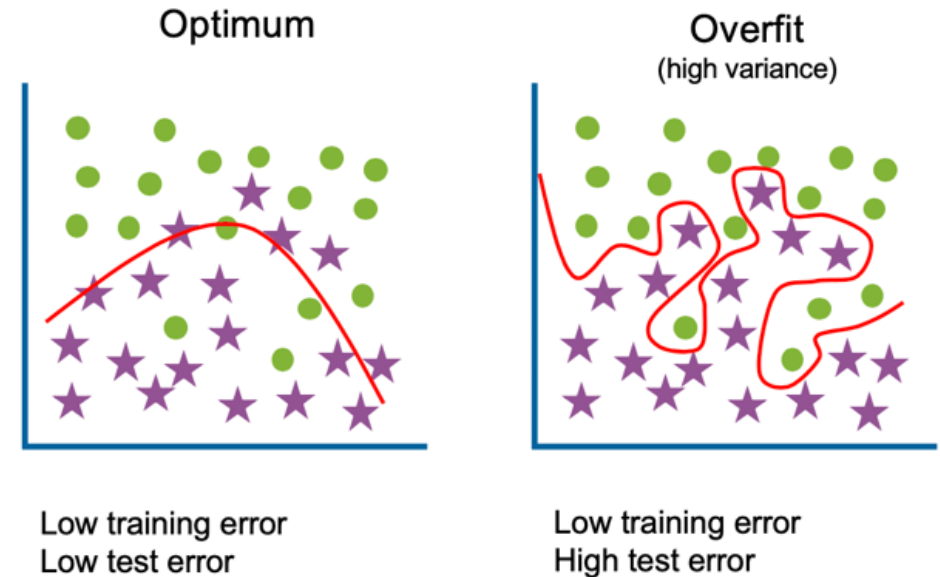 Optimum
Overfit
(high variance)
Low training error
Low test error
Low training error
High test error